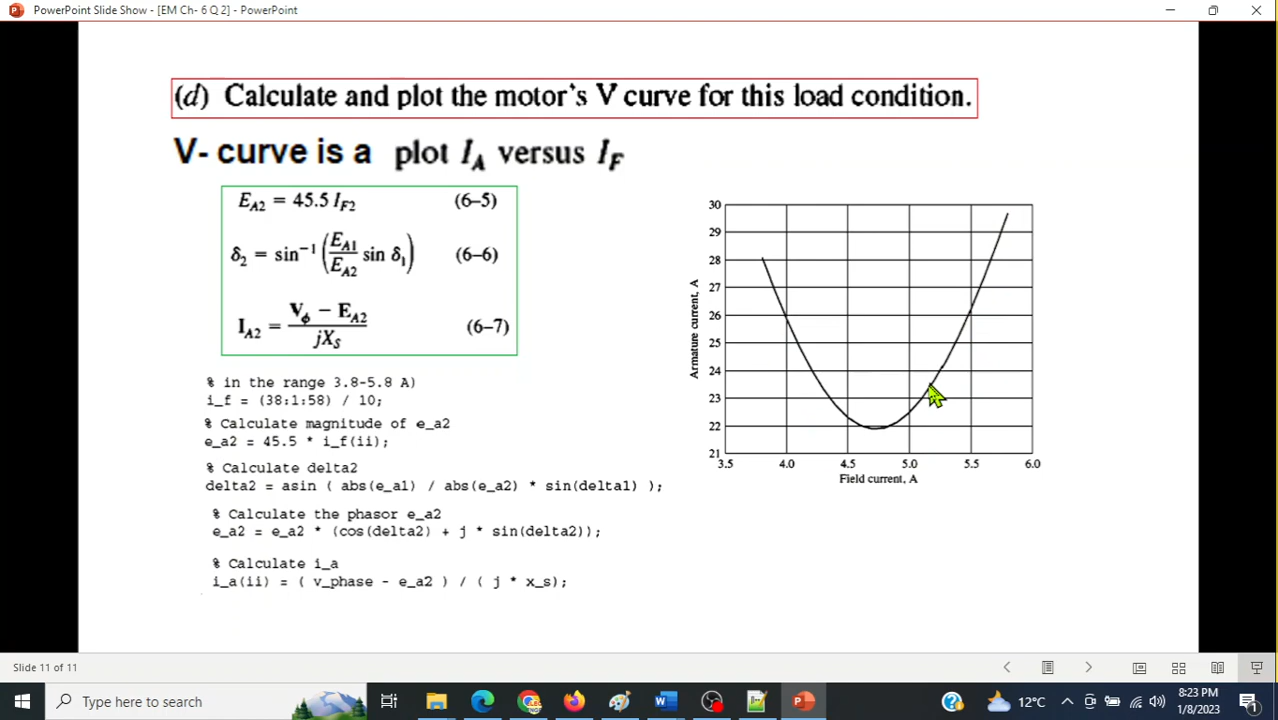 PowerPoint Slide Show - [EM Ch- 6 Q 2] - PowerPoint
(d) Calculate and plot the motor's V curve for this load condition.
V- curve is a plot I_A versus I_F
E_A2 = 45.5 I_F2 (6–5)
δ_2 = sin⁻¹ (E_A1 / E_A2 sin δ_1) (6–6)
I_A2 = V_ϕ − E_A2 / jX_S (6–7)
% in the range 3.8-5.8 A)
i_f = (38:1:58) / 10;
% Calculate magnitude of e_a2
e_a2 = 45.5 * i_f(ii);
% Calculate delta2
delta2 = asin ( abs(e_a1) / abs(e_a2) * sin(delta1) );
% Calculate the phasor e_a2
e_a2 = e_a2 * (cos(delta2) + j * sin(delta2));
% Calculate i_a
i_a(ii) = ( v_phase - e_a2 ) / ( j * x_s);
30
29
28
27
26
25
24
23
22
21
Armature current, A
3.5 4.0 4.5 5.0 5.5 6.0
Field current, A
Slide 11 of 11
Type here to search
12°C
8:23 PM
1/8/2023
1